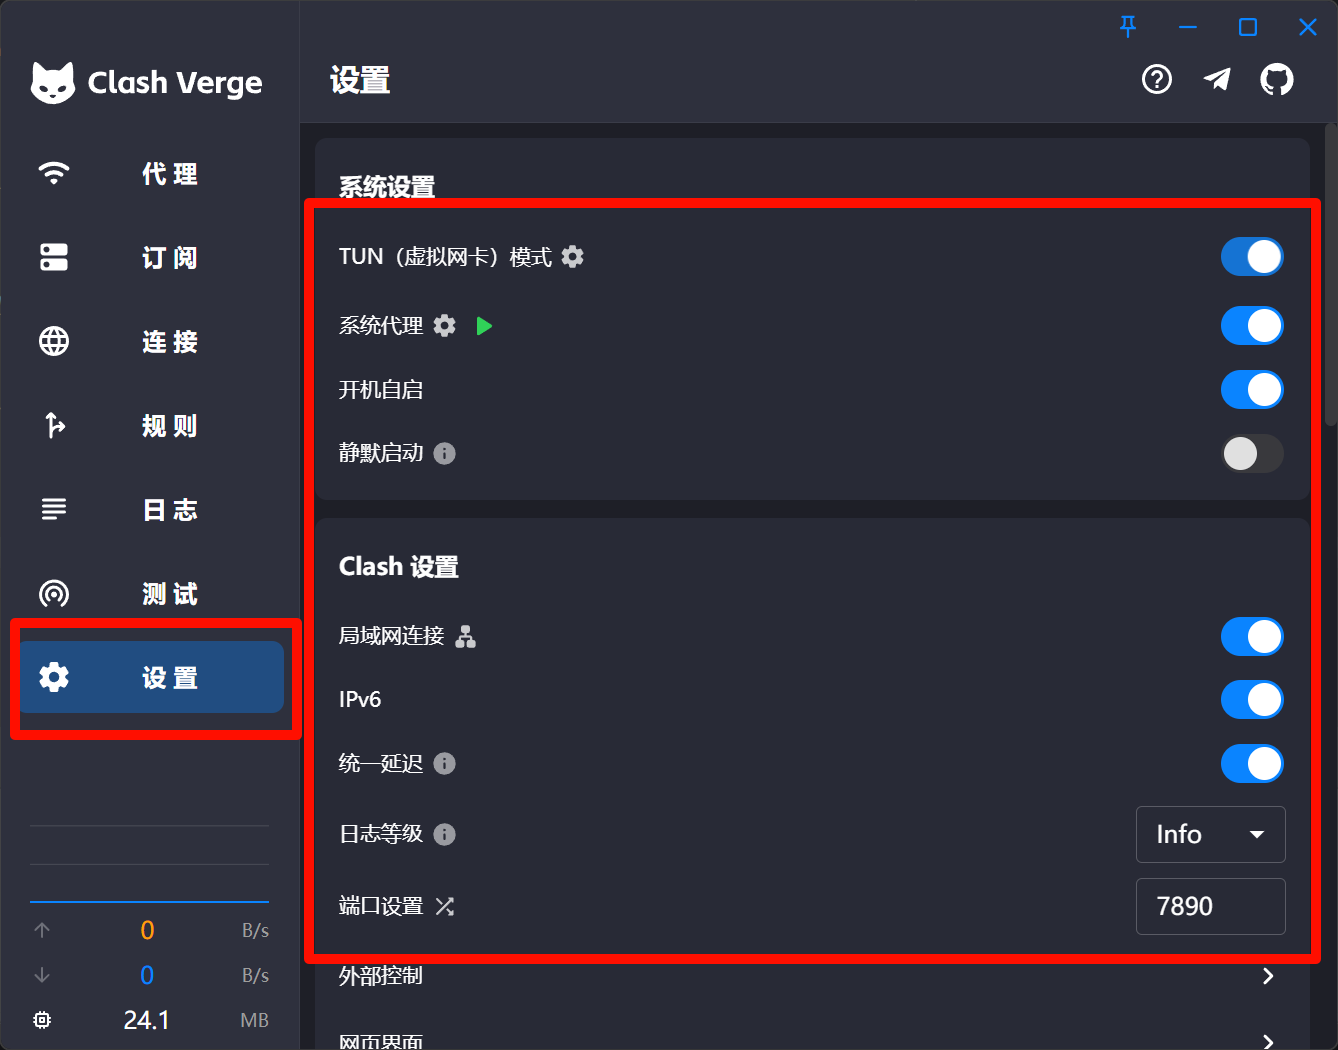 Clash Verge
代 理
订 阅
连 接
规 则
日 志
测 试
设 置
0 B/s
0 B/s
24.1 MB
设置
系统设置
TUN（虚拟网卡）模式
系统代理
开机自启
静默启动
Clash 设置
局域网连接
IPv6
统一延迟
日志等级 Info
端口设置 7890
外部控制
网页界面